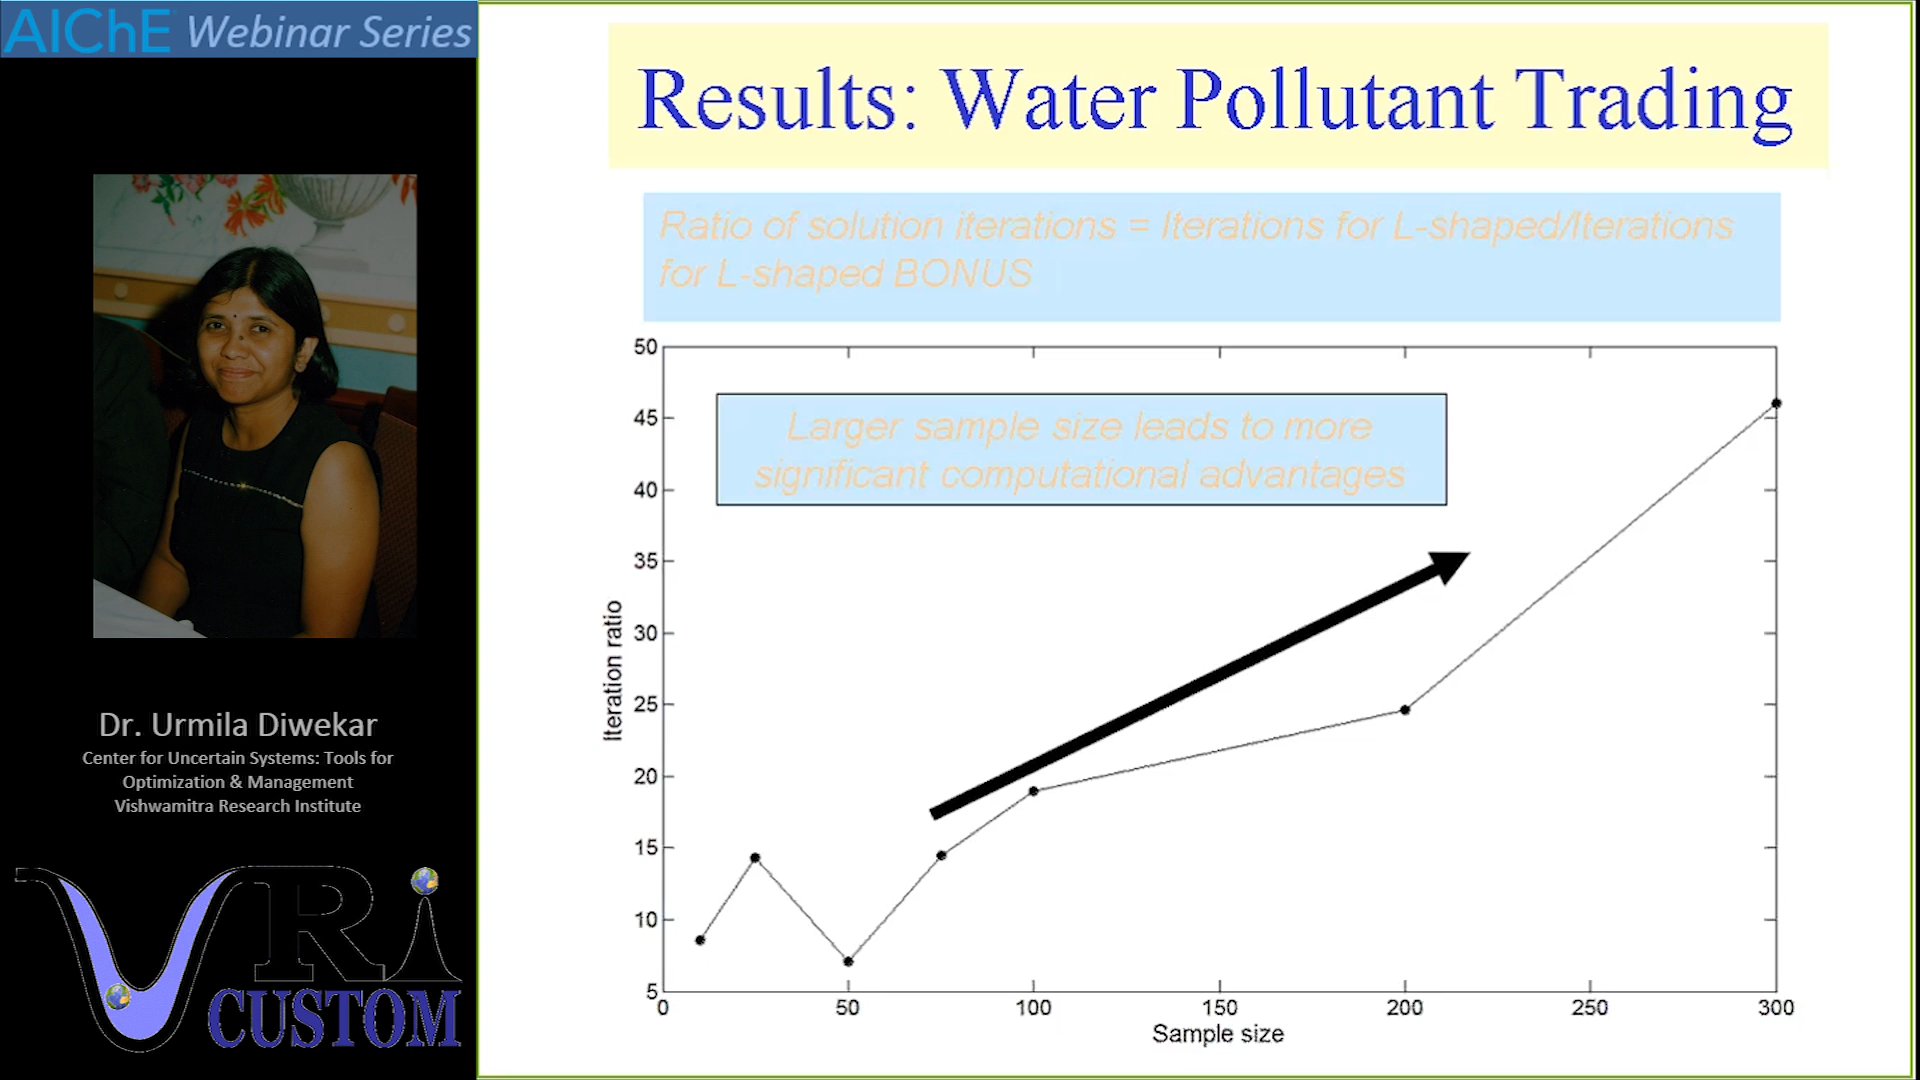 AIChE Webinar Series
Results: Water Pollutant Trading
Ratio of solution iterations = Iterations for L-shaped/Iterations
for L-shaped BONUS
Larger sample size leads to more
significant computational advantages
50
45
40
35
30
25
20
15
10
5
Iteration ratio
0 50 100 150 200 250 300
Sample size
Dr. Urmila Diwekar
Center for Uncertain Systems: Tools for
Optimization & Management
Vishwamitra Research Institute
VRi
CUSTOM